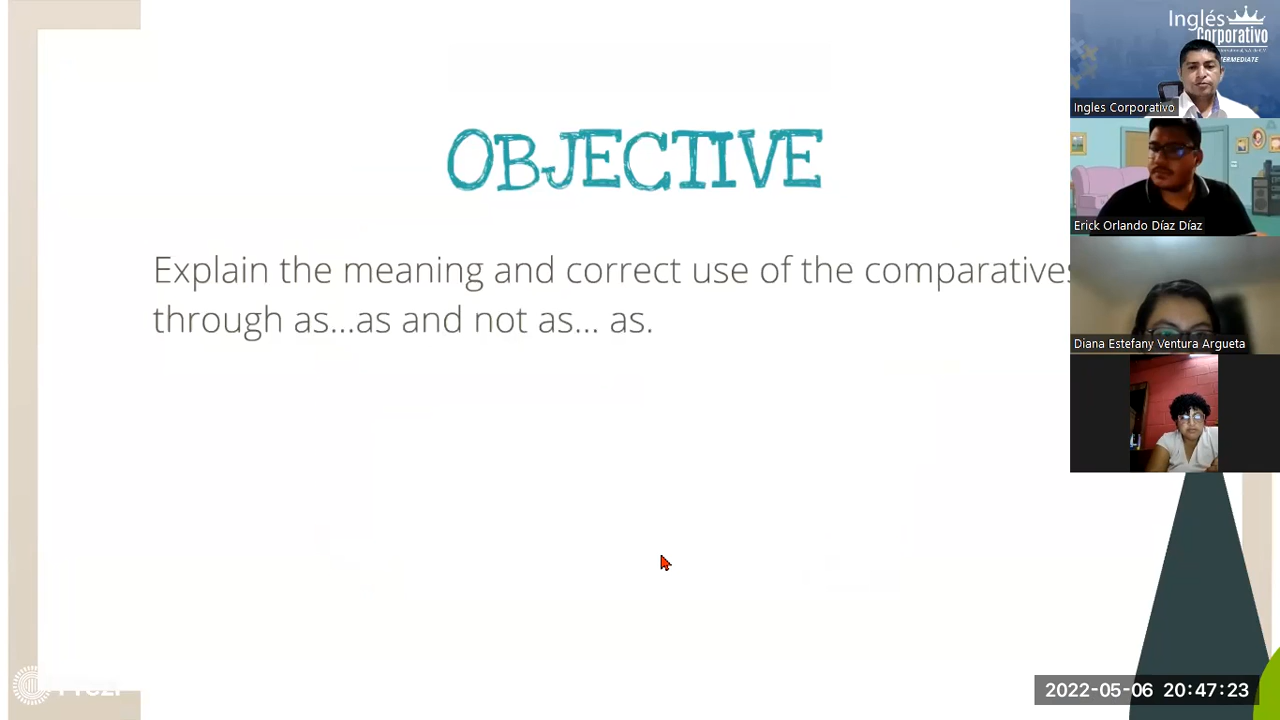 OBJECTIVE
Explain the meaning and correct use of the comparatives
through as...as and not as... as.
Inglés
Corporativo
Ingles Corporativo
Erick Orlando Díaz Díaz
Diana Estefany Ventura Argueta
2022-05-06 20:47:23